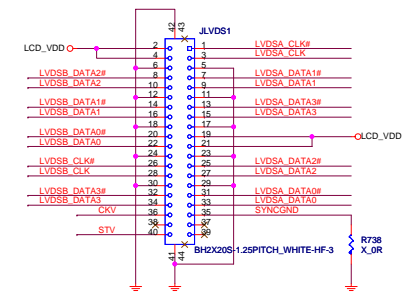 42
43
JLVDS1
LCD_VDD
2
1
LVDSA_CLK#
4
3
LVDSA_CLK
6
5
LVDSB_DATA2#
8
7
LVDSA_DATA1#
LVDSB_DATA2
10
9
LVDSA_DATA1
12
11
LVDSB_DATA1#
14
13
LVDSA_DATA3#
LVDSB_DATA1
16
15
LVDSA_DATA3
18
17
LVDSB_DATA0#
20
19
LCD_VDD
LVDSB_DATA0
22
21
24
23
LVDSB_CLK#
26
25
LVDSA_DATA2#
LVDSB_CLK
28
27
LVDSA_DATA2
30
29
LVDSB_DATA3#
32
31
LVDSA_DATA0#
LVDSB_DATA3
34
33
LVDSA_DATA0
CKV
36
35
SYNCGND
38
37
STV
40
39
R738
X_0R
BH2X20S-1.25PITCH_WHITE-HF-3
41
44